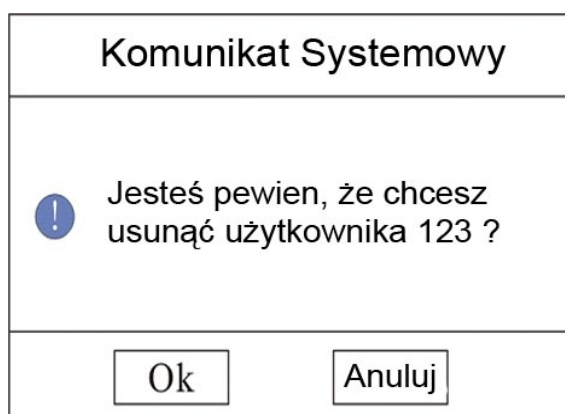 Komunikat Systemowy
!
Jesteś pewien, że chcesz
usunąć użytkownika 123 ?
Ok
Anuluj